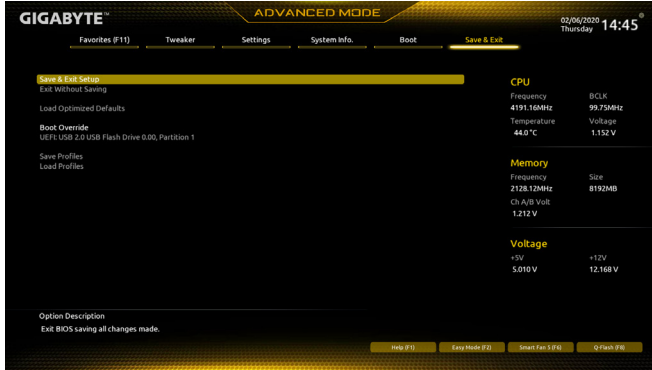 GIGABYTE™
ADVANCED MODE
02/06/2020 Thursday 14:45
Favorites (F11) Tweaker Settings System Info. Boot Save & Exit
Save & Exit Setup
Exit Without Saving
Load Optimized Defaults
Boot Override
UEFI: USB 2.0 USB Flash Drive 0.00, Partition 1
Save Profiles
Load Profiles
CPU
Frequency BCLK
4191.16MHz 99.75MHz
Temperature Voltage
44.0 °C 1.152 V
Memory
Frequency Size
2128.12MHz 8192MB
Ch A/B Volt
1.212 V
Voltage
+5V +12V
5.010 V 12.168 V
Option Description
Exit BIOS saving all changes made.
Help (F1) Easy Mode (F2) Smart Fan 5 (F6) Q-Flash (F8)